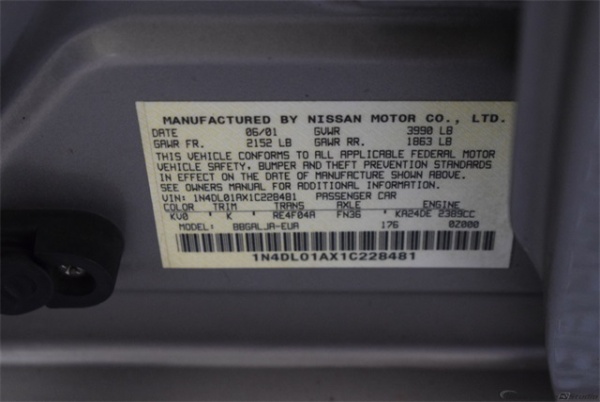 MANUFACTURED BY NISSAN MOTOR CO., LTD.
DATE 06/01 GVWR 3990 LB
GAWR FR. 2152 LB GAWR RR. 1863 LB
THIS VEHICLE CONFORMS TO ALL APPLICABLE FEDERAL MOTOR
VEHICLE SAFETY, BUMPER AND THEFT PREVENTION STANDARDS
IN EFFECT ON THE DATE OF MANUFACTURE SHOWN ABOVE.
SEE OWNERS MANUAL FOR ADDITIONAL INFORMATION.
VIN: 1N4DL01AX1C228481 PASSENGER CAR
COLOR TRIM TRANS AXLE ENGINE
KV0 K RE4F04A FN36 KA24DE 2389CC
MODEL: BBGALJA-EUA 176 0Z000
1N4DL01AX1C228481